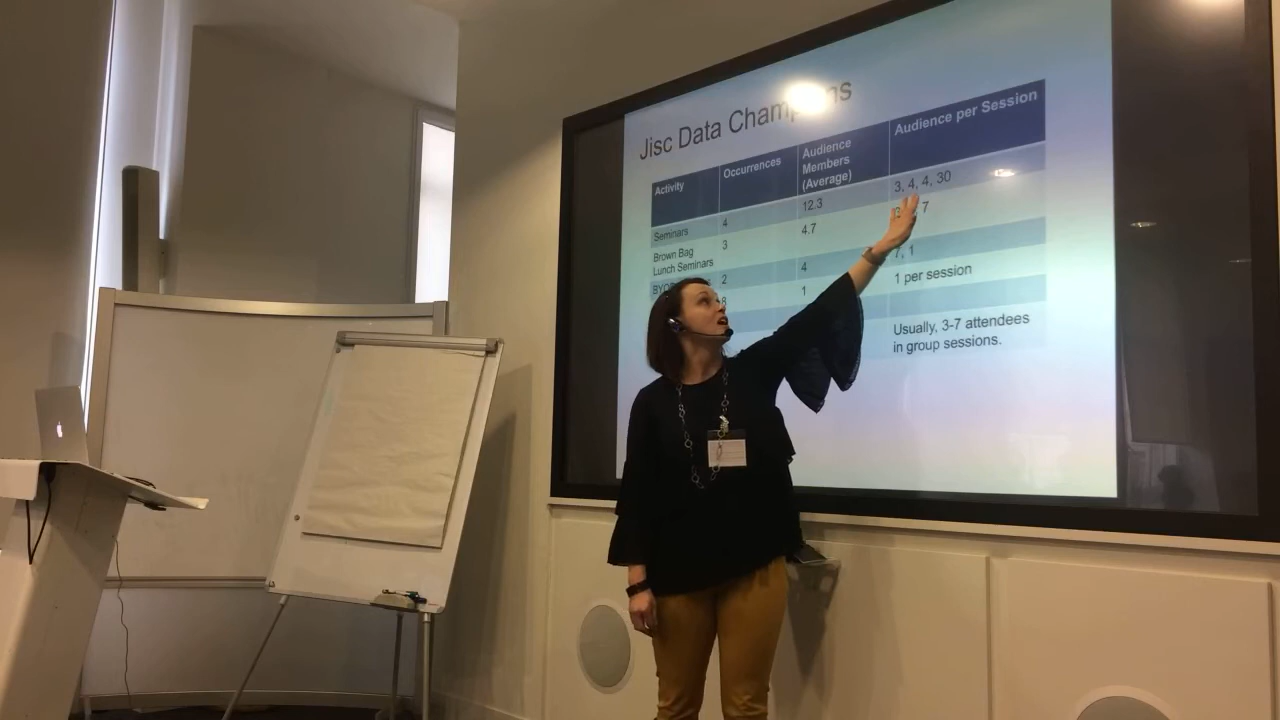 Jisc Data
Activity
Occurrences
Audience
Members
(Average)
Audience per Session
Seminars
4
12.3
3, 4, 4, 30
Brown Bag
Lunch Seminars
3
4.7
7
2
4
1
1
1 per session
Usually, 3-7 attendees
in group sessions.